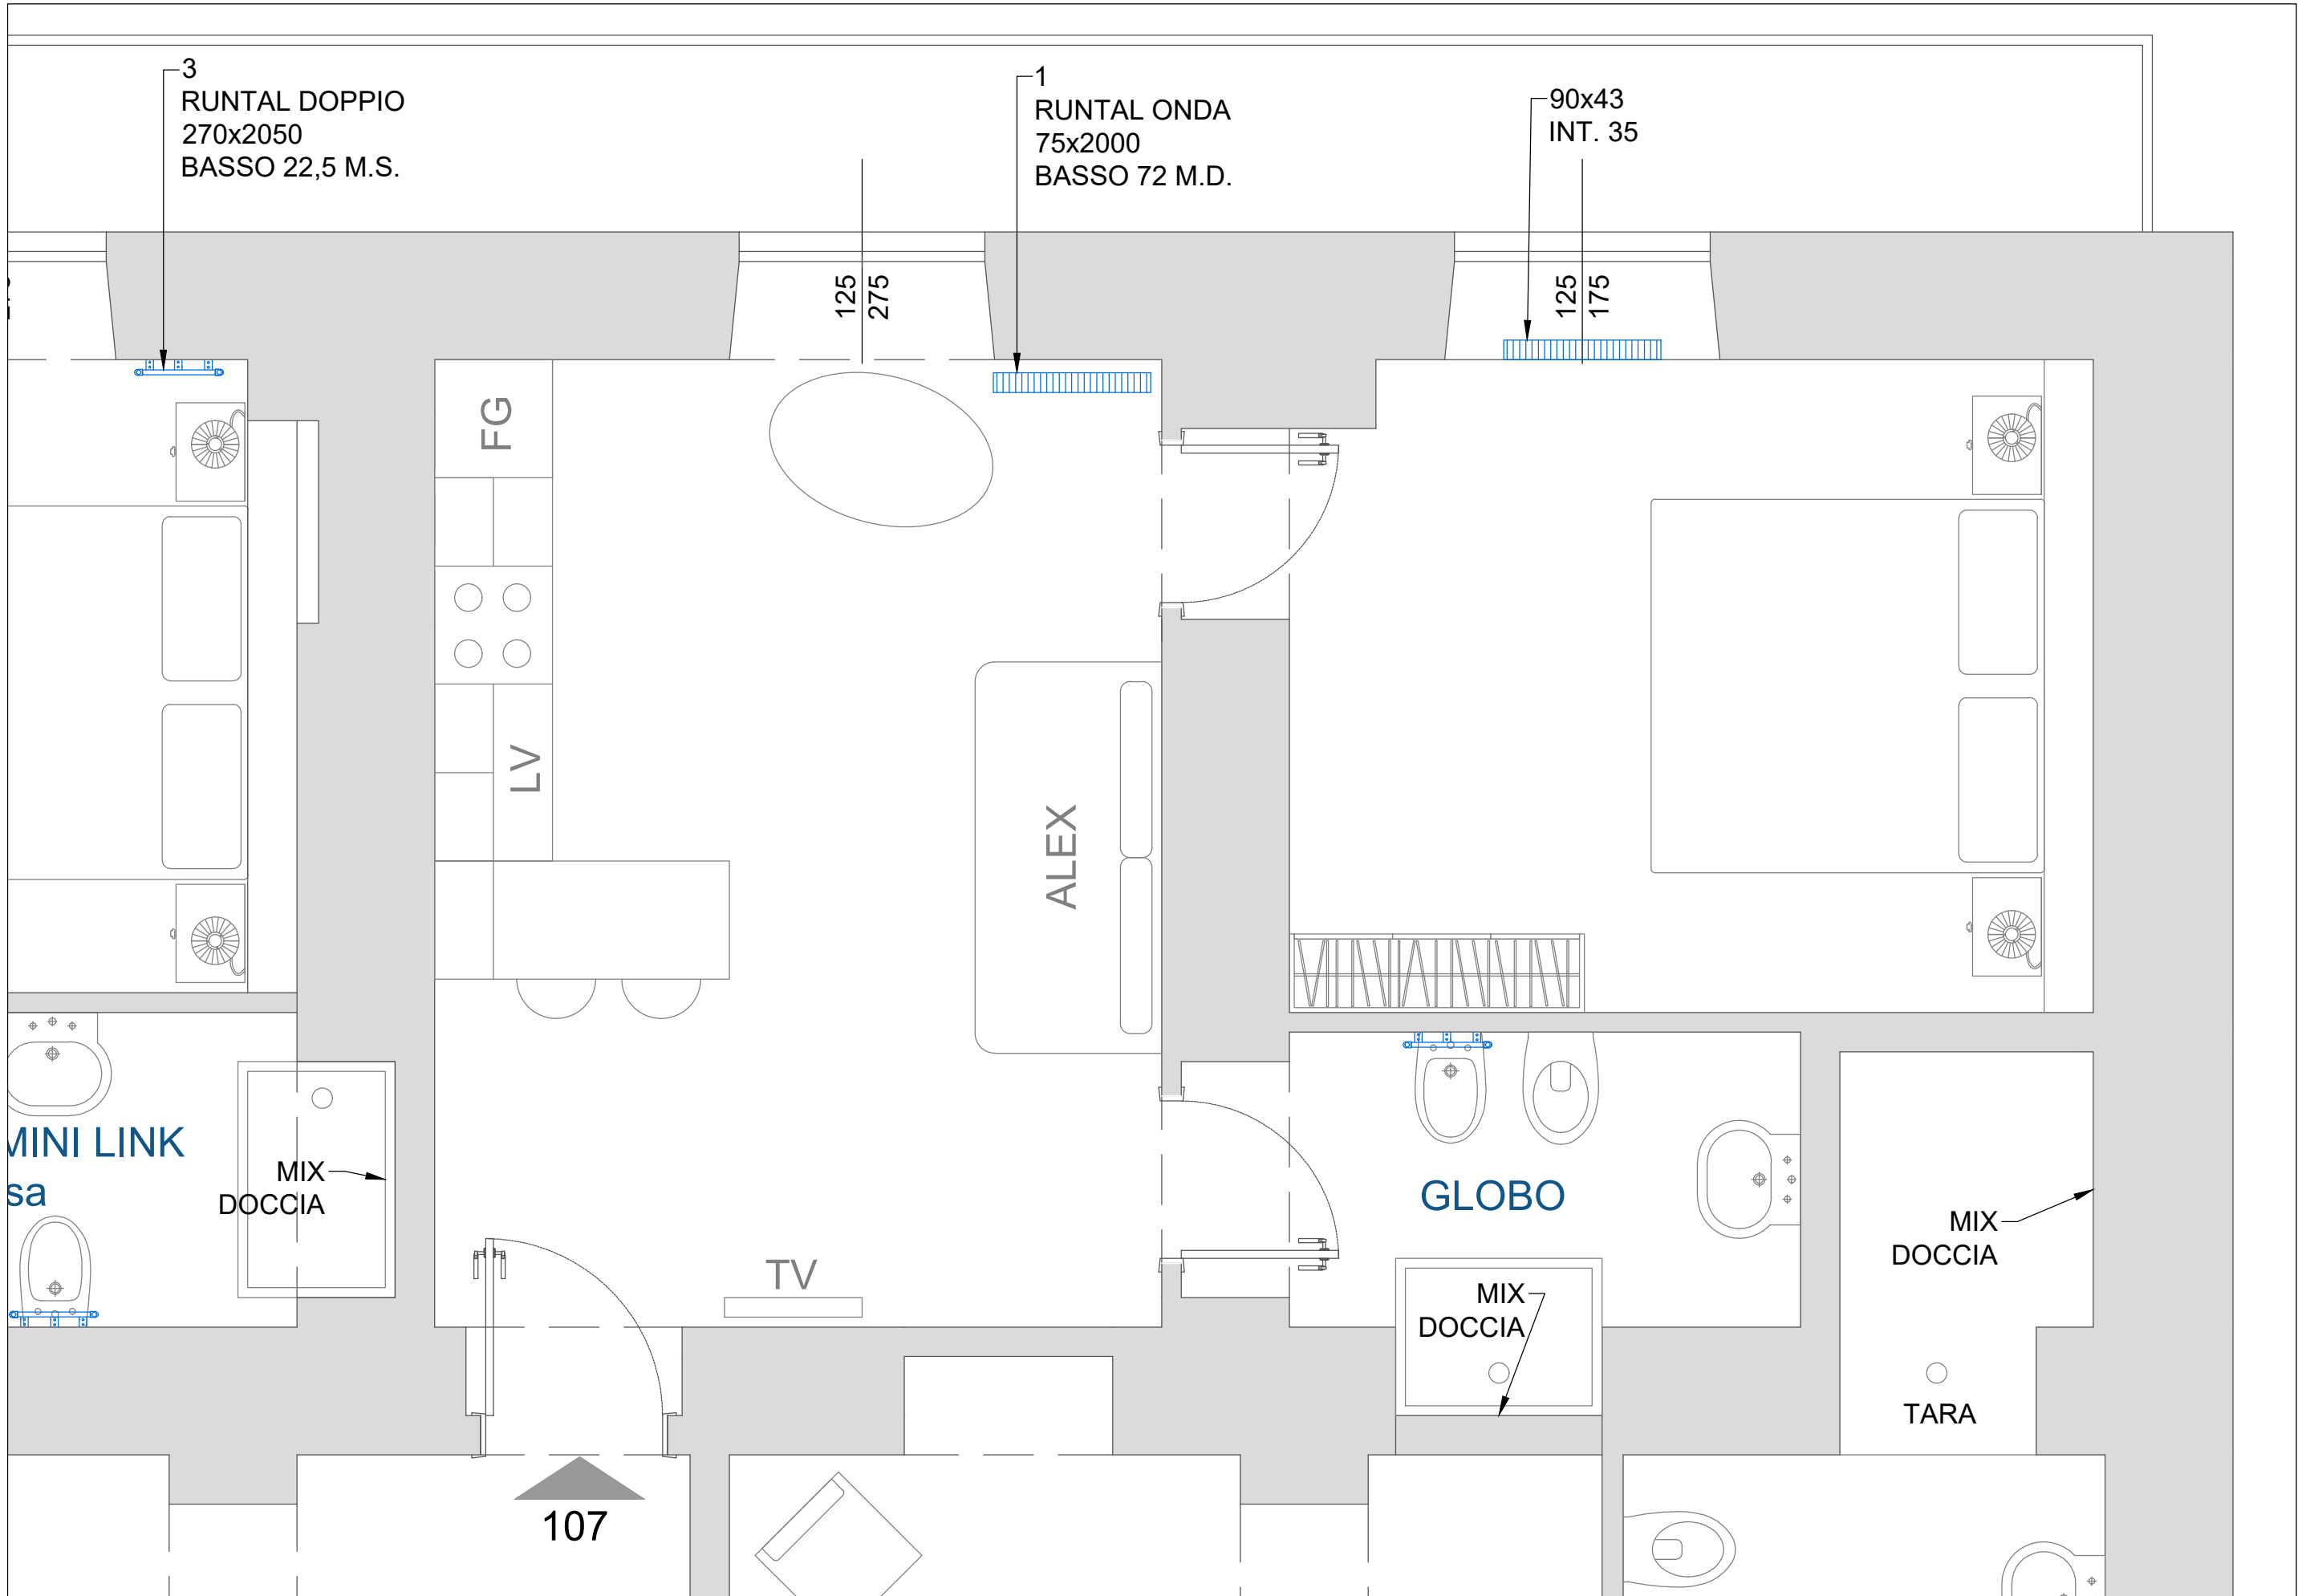 3
RUNTAL DOPPIO
270x2050
BASSO 22,5 M.S.
1
RUNTAL ONDA
75x2000
BASSO 72 M.D.
90x43
INT. 35
125
275
125
175
FG
LV
ALEX
MINI LINK
sa
MIX
DOCCIA
GLOBO
MIX
DOCCIA
TV
MIX
DOCCIA
TARA
107